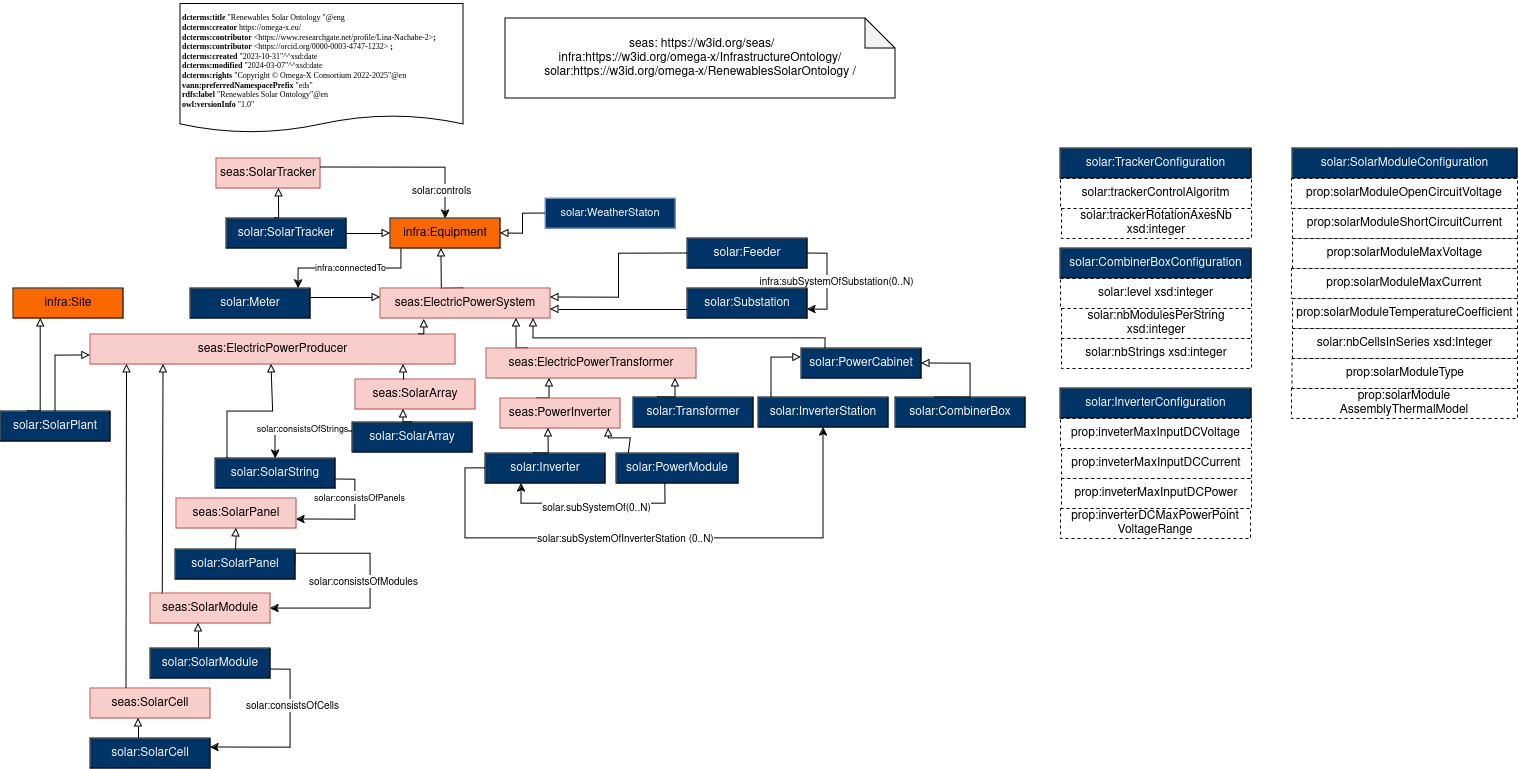 dcterms:title "Renewables Solar Ontology "@eng
dcterms:creator https://omega-x.eu/
dcterms:contributor <https://www.researchgate.net/profile/Lina-Nachabe-2>;
dcterms:contributor <https://orcid.org/0000-0003-4747-1232> ;
dcterms:created "2023-10-31"^^xsd:date
dcterms:modified "2024-03-07"^^xsd:date
dcterms:rights "Copyright © Omega-X Consortium 2022-2025"@en
vann:preferredNamespacePrefix "eds"
rdfs:label "Renewables Solar Ontology"@en
owl:versionInfo "1.0"
seas: https://w3id.org/seas/
infra:https://w3id.org/omega-x/InfrastructureOntology/
solar:https://w3id.org/omega-x/RenewablesSolarOntology /
seas:SolarTracker
solar:controls
solar:SolarTracker
infra:Equipment
solar:WeatherStaton
infra:connectedTo
solar:Feeder
infra:subSystemOfSubstation(0..N)
infra:Site
solar:Meter
seas:ElectricPowerSystem
solar:Substation
seas:ElectricPowerProducer
seas:ElectricPowerTransformer
solar:PowerCabinet
seas:SolarArray
seas:PowerInverter
solar:Transformer
solar:InverterStation
solar:CombinerBox
solar:SolarPlant
solar:consistsOfStrings
solar:SolarArray
solar:SolarString
solar:Inverter
solar:PowerModule
solar:consistsOfPanels
solar.subSystemOf(0..N)
seas:SolarPanel
solar:subSystemOfInverterStation (0..N)
solar:SolarPanel
solar:consistsOfModules
seas:SolarModule
solar:SolarModule
seas:SolarCell
solar:consistsOfCells
solar:SolarCell
solar:TrackerConfiguration
solar:trackerControlAlgoritm
solar:trackerRotationAxesNb
xsd:integer
solar:CombinerBoxConfiguration
solar:level xsd:integer
solar:nbModulesPerString
xsd:integer
solar:nbStrings xsd:integer
solar:InverterConfiguration
prop:inveterMaxInputDCVoltage
prop:inveterMaxInputDCCurrent
prop:inveterMaxInputDCPower
prop:inverterDCMaxPowerPoint
VoltageRange
solar:SolarModuleConfiguration
prop:solarModuleOpenCircuitVoltage
prop:solarModuleShortCircuitCurrent
prop:solarModuleMaxVoltage
prop:solarModuleMaxCurrent
prop:solarModuleTemperatureCoefficient
solar:nbCellsInSeries xsd:Integer
prop:solarModuleType
prop:solarModule
AssemblyThermalModel